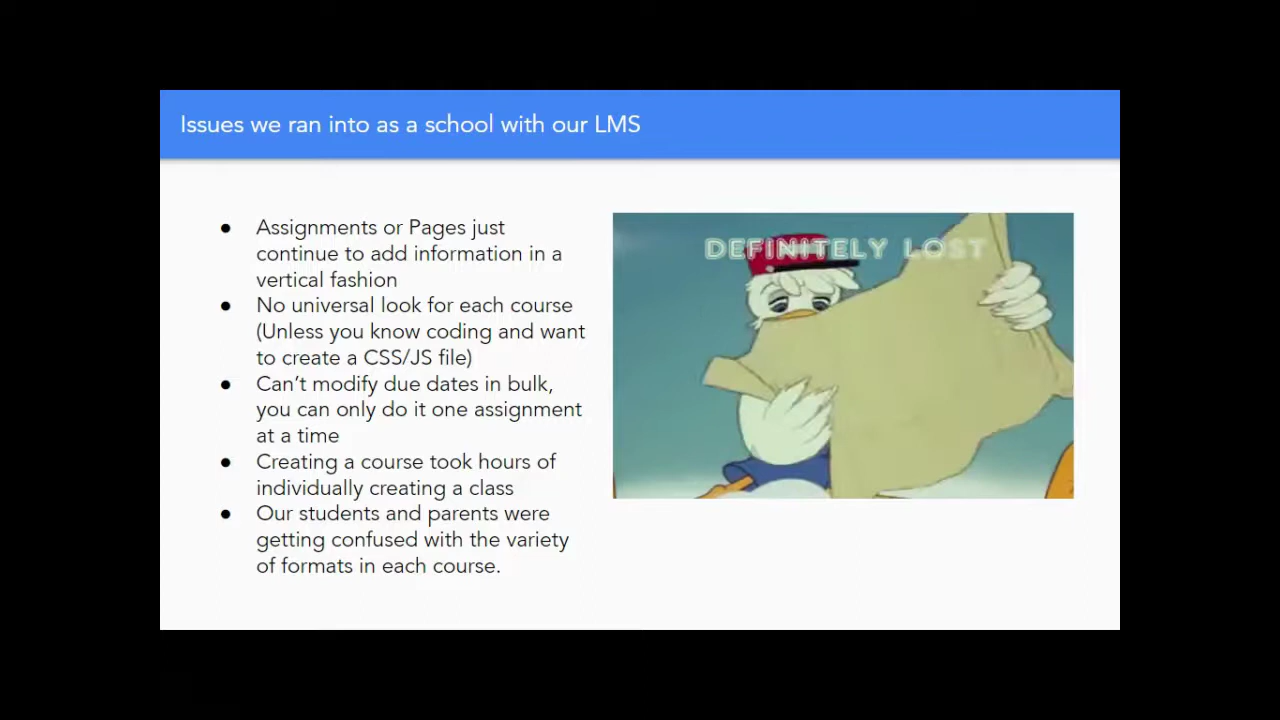 Issues we ran into as a school with our LMS
● Assignments or Pages just
continue to add information in a
vertical fashion
● No universal look for each course
(Unless you know coding and want
to create a CSS/JS file)
● Can't modify due dates in bulk,
you can only do it one assignment
at a time
● Creating a course took hours of
individually creating a class
● Our students and parents were
getting confused with the variety
of formats in each course.
DEFINITELY LOST